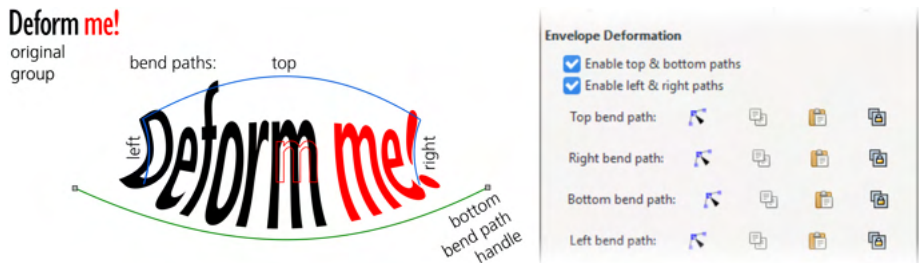 Deform me!
original
group
bend paths:
top
left
Deform me!
right
bottom
bend path
handle
Envelope Deformation
Enable top & bottom paths
Enable left & right paths
Top bend path:
Right bend path:
Bottom bend path:
Left bend path: